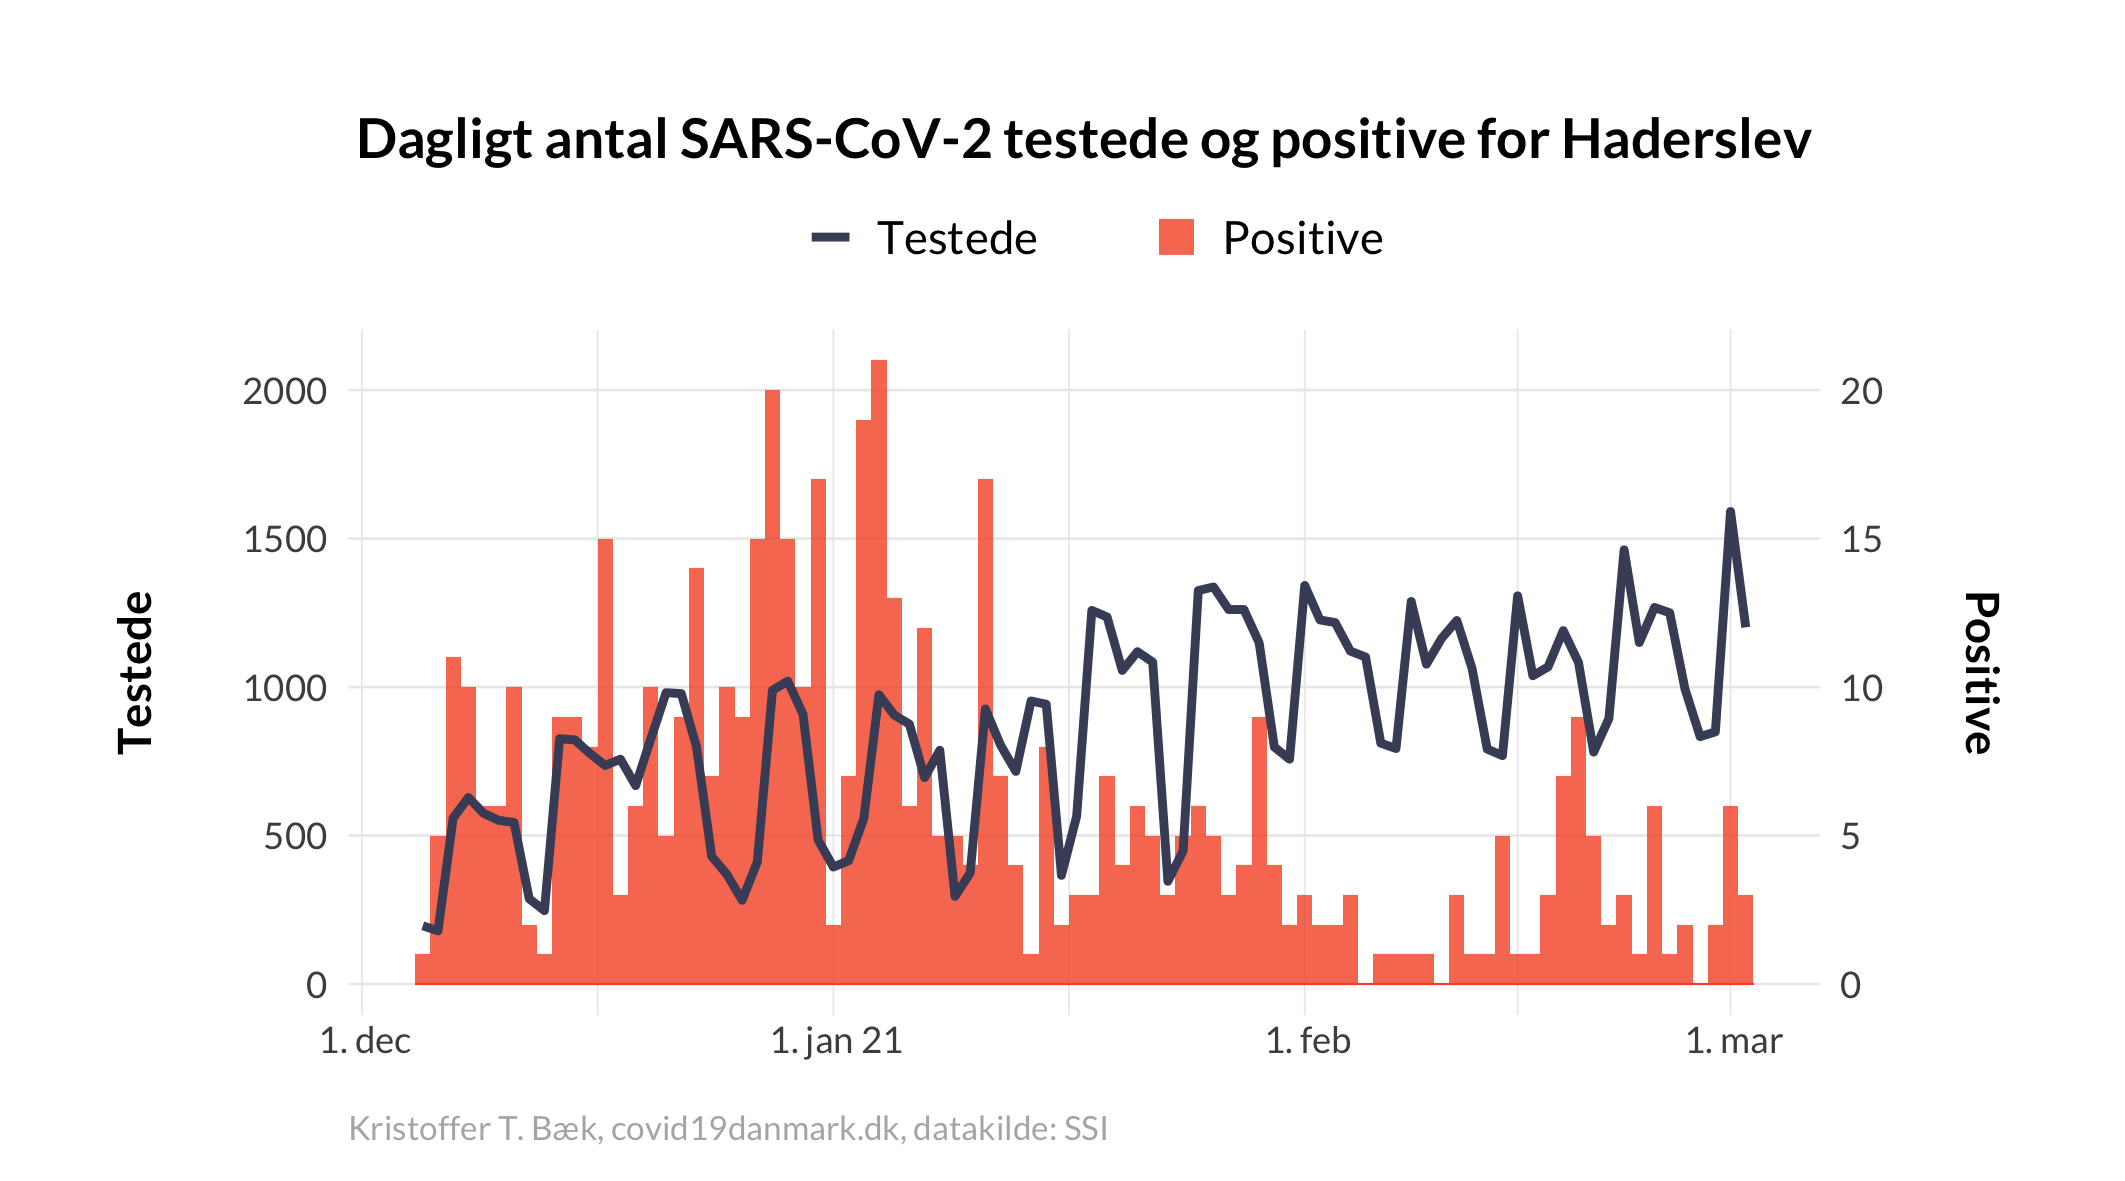 Dagligt antal SARS-CoV-2 testede og positive for Haderslev
Testede
Positive
2000
1500
1000
500
0
Testede
20
15
10
5
0
Positive
1. dec
1. jan 21
1. feb
1. mar
Kristoffer T. Bæk, covid19danmark.dk, datakilde: SSI